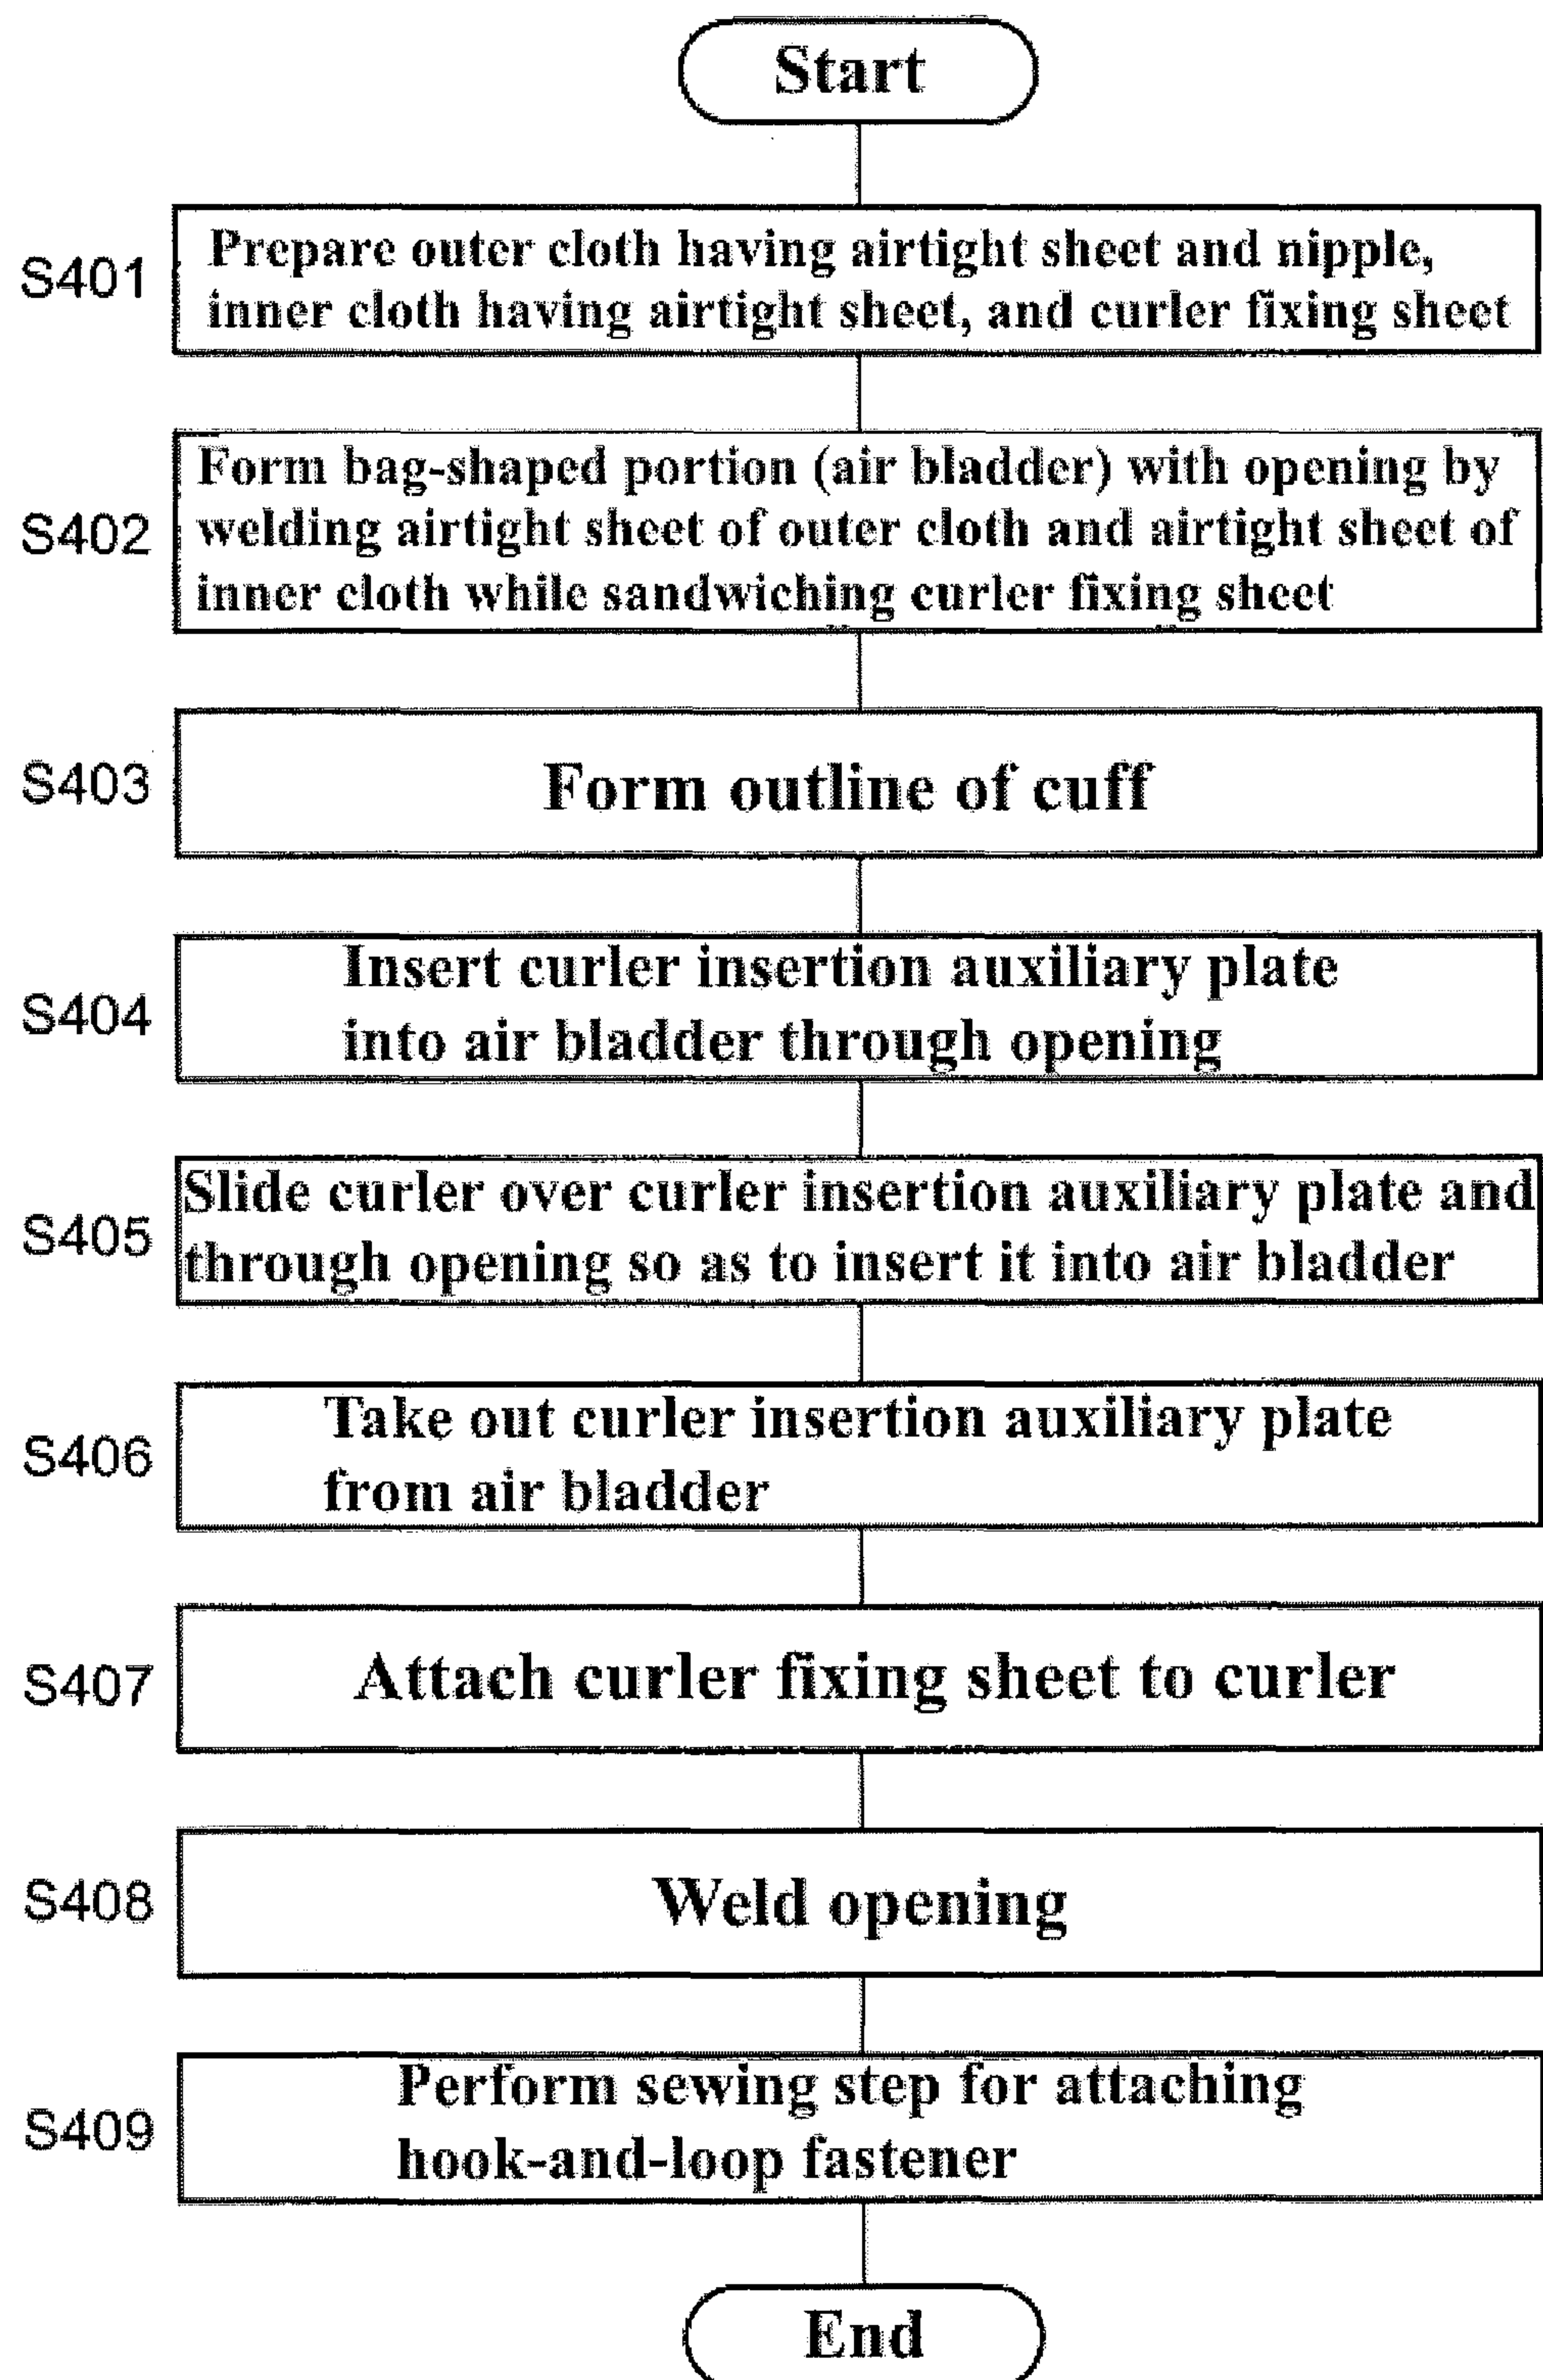 Start
S401
Prepare outer cloth having airtight sheet and nipple,
inner cloth having airtight sheet, and curler fixing sheet
S402
Form bag-shaped portion (air bladder) with opening by
welding airtight sheet of outer cloth and airtight sheet of
inner cloth while sandwiching curler fixing sheet
S403
Form outline of cuff
S404
Insert curler insertion auxiliary plate
into air bladder through opening
S405
Slide curler over curler insertion auxiliary plate and
through opening so as to insert it into air bladder
S406
Take out curler insertion auxiliary plate
from air bladder
S407
Attach curler fixing sheet to curler
S408
Weld opening
S409
Perform sewing step for attaching
hook-and-loop fastener
End